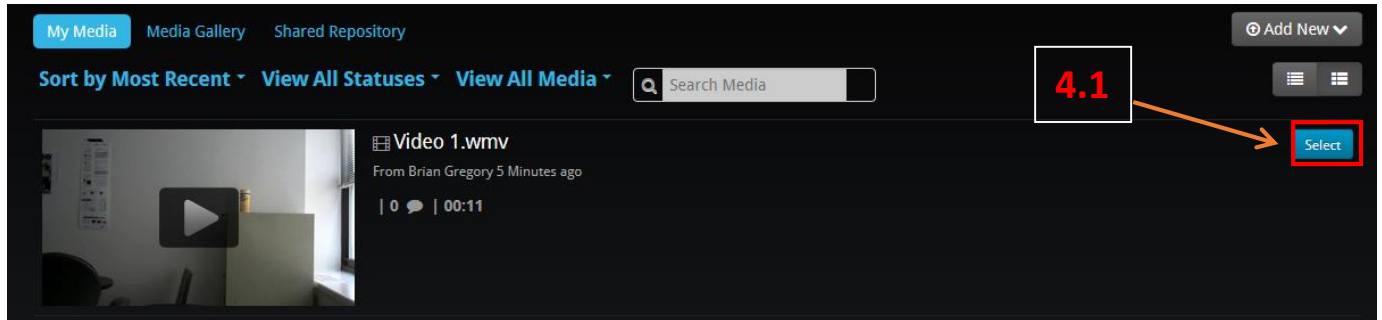 My Media Media Gallery Shared Repository Add New
Sort by Most Recent View All Statuses View All Media Search Media
4.1
Video 1.wmv
Select
From Brian Gregory 5 Minutes ago
| 0 | 00:11